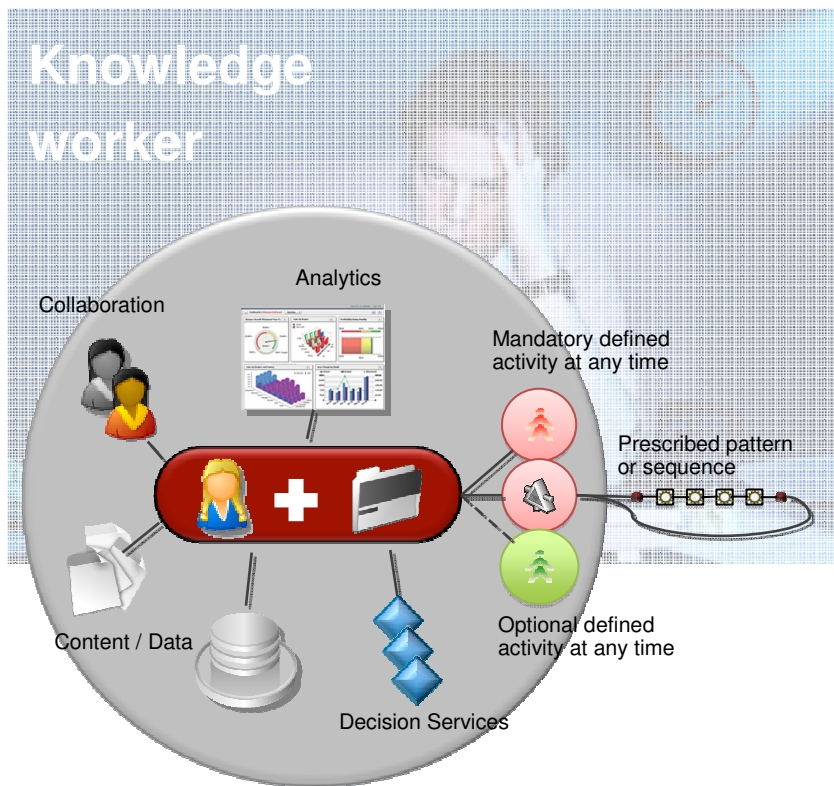 Knowledge
worker
Analytics
Collaboration
Mandatory defined
activity at any time
Prescribed pattern
or sequence
Content / Data
Optional defined
activity at any time
Decision Services